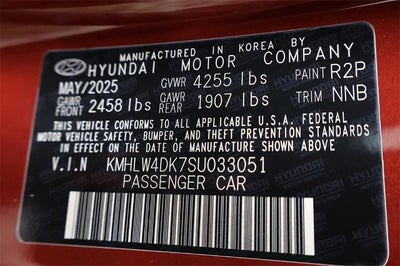 MANUFACTURED IN KOREA BY
HYUNDAI MOTOR COMPANY
MAY/2025 GVWR 4255 lbs PAINT R2P
GAWR FRONT 2458 lbs GAWR REAR 1907 lbs TRIM NNB
THIS VEHICLE CONFORMS TO ALL APPLICABLE U.S.A. FEDERAL
MOTOR VEHICLE SAFETY, BUMPER, AND THEFT PREVENTION STANDARDS
IN EFFECT ON THE DATE OF MANUFACTURE SHOWN ABOVE.
V.I.N KMHLW4DK7SU033051
PASSENGER CAR